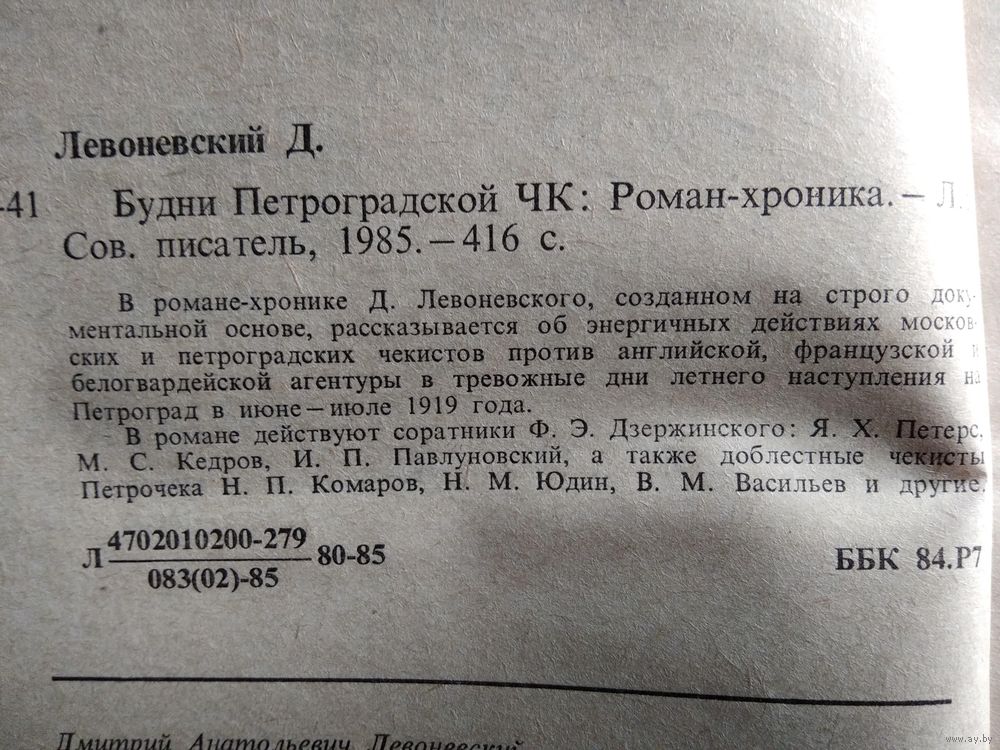 Левоневский Д.
-41 Будни Петроградской ЧК: Роман-хроника. — Л.
Сов. писатель, 1985. — 416 с.
В романе-хронике Д. Левоневского, созданном на строго доку-
ментальной основе, рассказывается об энергичных действиях москов-
ских и петроградских чекистов против английской, французской и
белогвардейской агентуры в тревожные дни летнего наступления на
Петроград в июне — июле 1919 года.
В романе действуют соратники Ф. Э. Дзержинского: Я. Х. Петерс,
М. С. Кедров, И. П. Павлуновский, а также доблестные чекисты
Петрочека Н. П. Комаров, Н. М. Юдин, В. М. Васильев и другие.
Л 4702010200-279 80-85
083(02)-85
ББК 84.Р7
Дмитрий Анатольевич Левоневский
www.ay.by